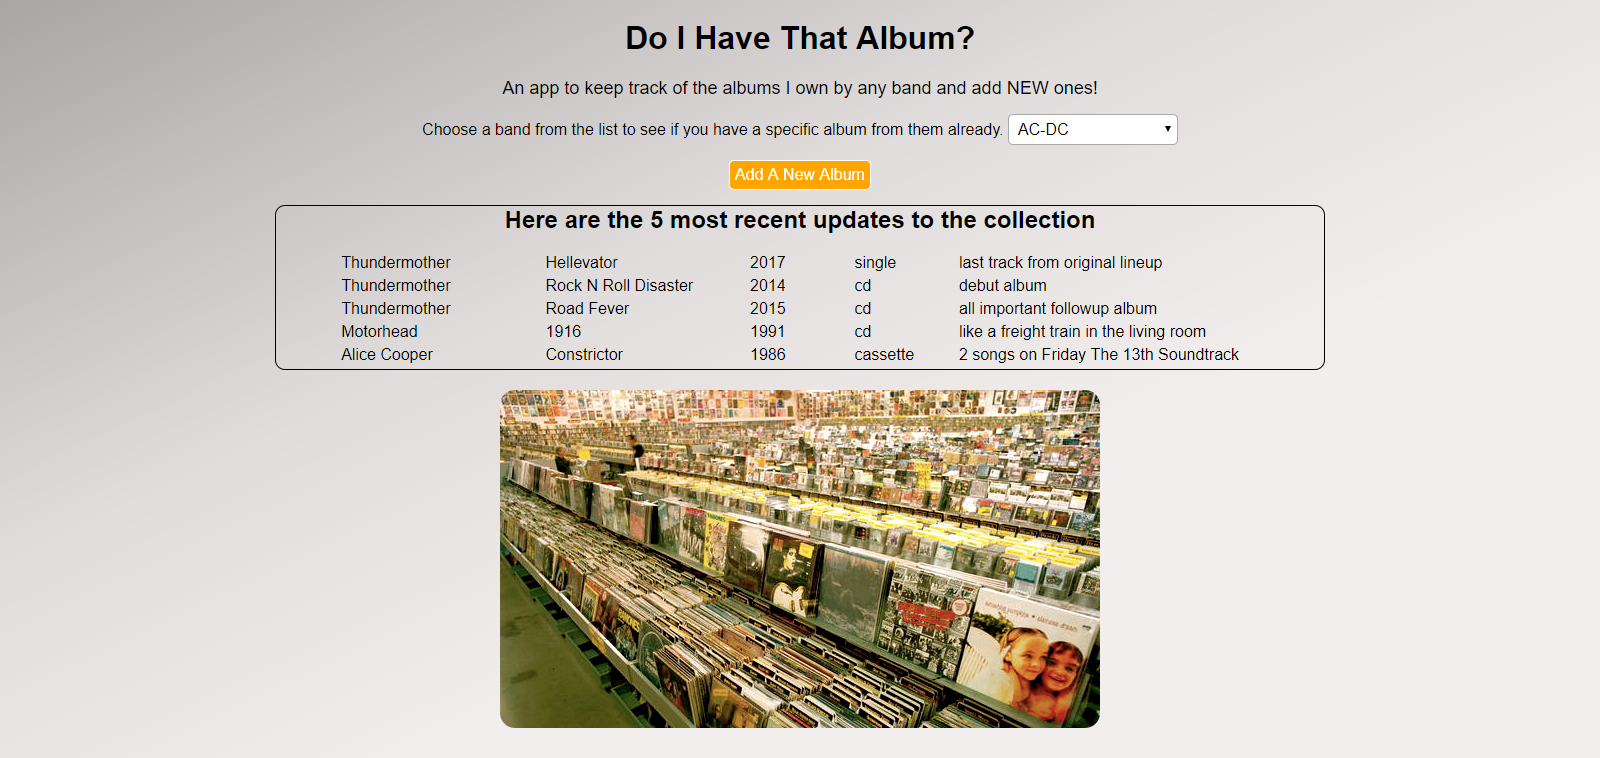 Do I Have That Album?
An app to keep track of the albums I own by any band and add NEW ones!
Choose a band from the list to see if you have a specific album from them already. AC-DC
Add A New Album
Here are the 5 most recent updates to the collection
Thundermother Hellevator 2017 single last track from original lineup
Thundermother Rock N Roll Disaster 2014 cd debut album
Thundermother Road Fever 2015 cd all important followup album
Motorhead 1916 1991 cd like a freight train in the living room
Alice Cooper Constrictor 1986 cassette 2 songs on Friday The 13th Soundtrack
smashing pumpkins • siamese dream
RAMONES